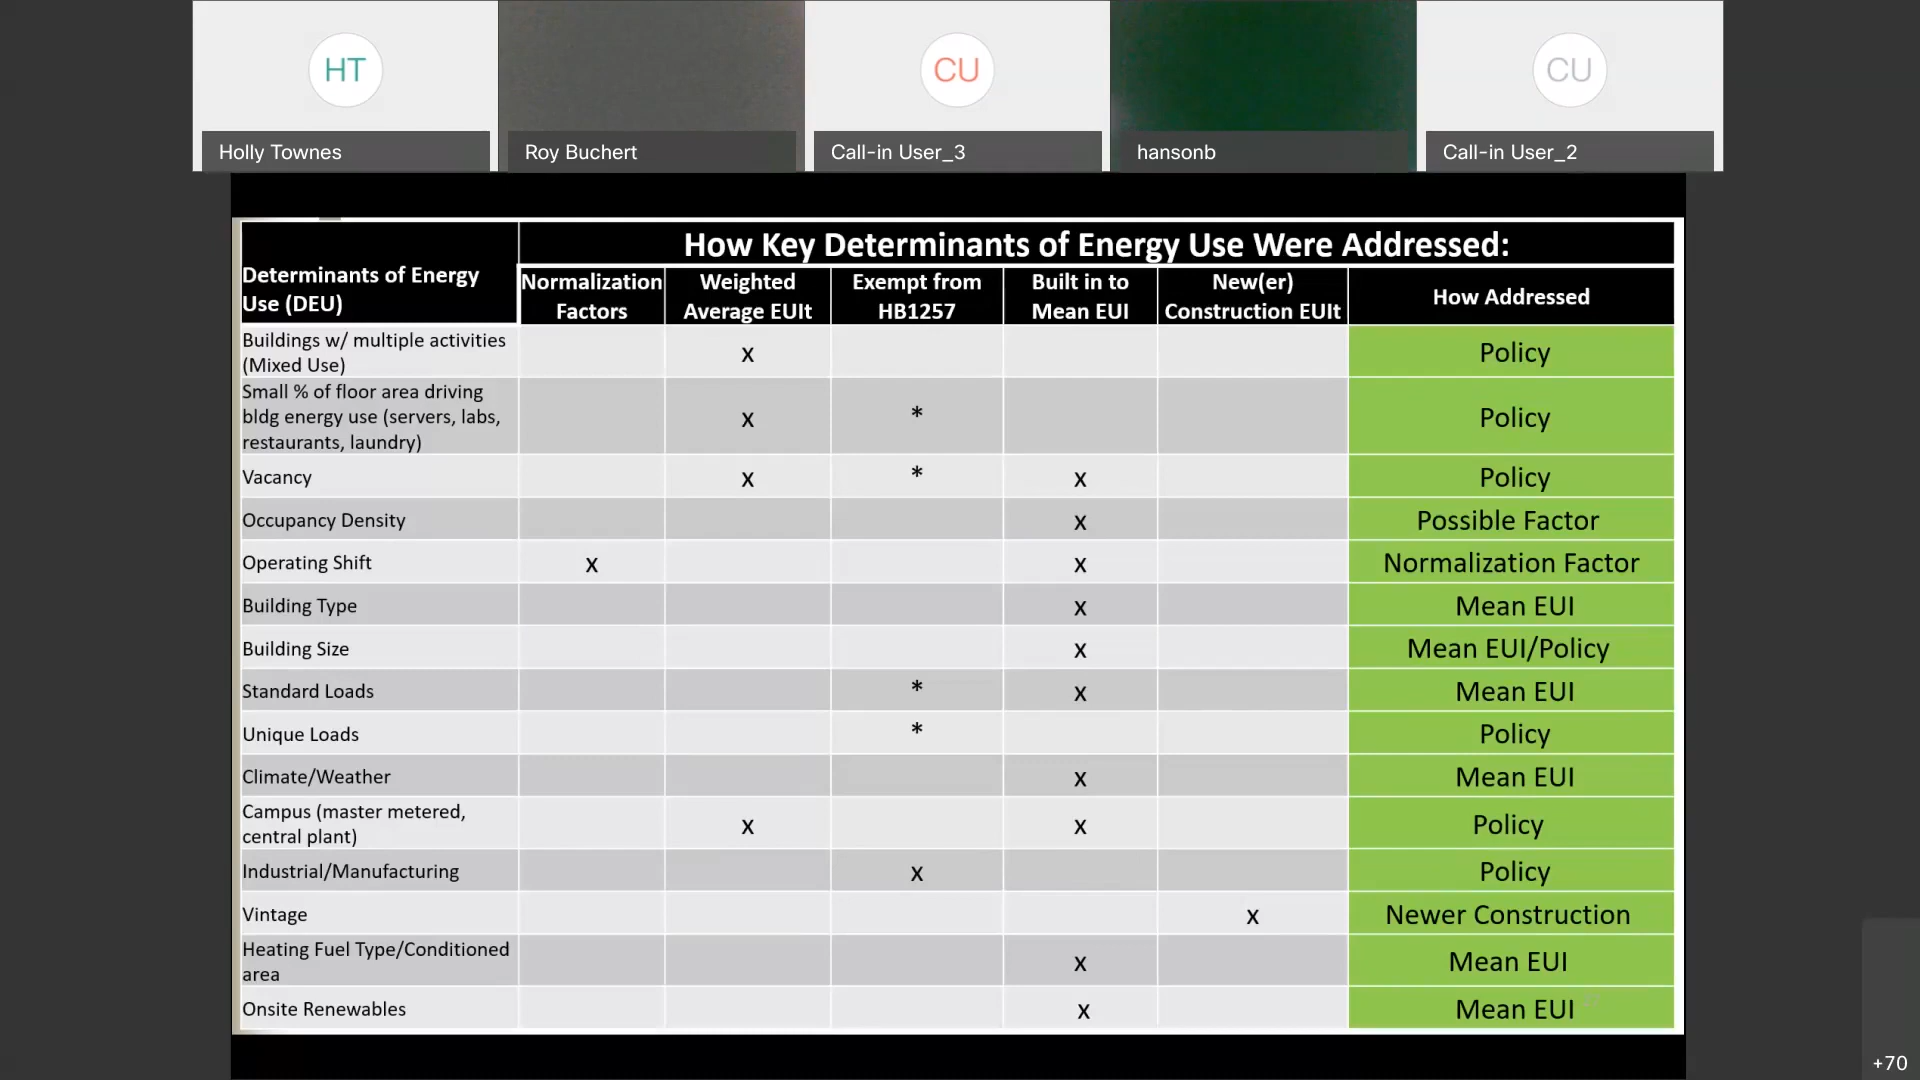 HT
CU
CU
Holly Townes
Roy Buchert
Call-in User_3
hansonb
Call-in User_2
How Key Determinants of Energy Use Were Addressed:
Determinants of Energy
Use (DEU)
Normalization
Factors
Weighted
Average EUIt
Exempt from
HB1257
Built in to
Mean EUI
New(er)
Construction EUIt
How Addressed
Buildings w/ multiple activities
(Mixed Use)
x
Policy
Small % of floor area driving
bldg energy use (servers, labs,
restaurants, laundry)
x
*
Policy
Vacancy
x
*
x
Policy
Occupancy Density
x
Possible Factor
Operating Shift
x
x
Normalization Factor
Building Type
x
Mean EUI
Building Size
x
Mean EUI/Policy
Standard Loads
*
x
Mean EUI
Unique Loads
*
Policy
Climate/Weather
x
Mean EUI
Campus (master metered,
central plant)
x
x
Policy
Industrial/Manufacturing
x
Policy
Vintage
x
Newer Construction
Heating Fuel Type/Conditioned
area
x
Mean EUI
Onsite Renewables
x
Mean EUI
+70